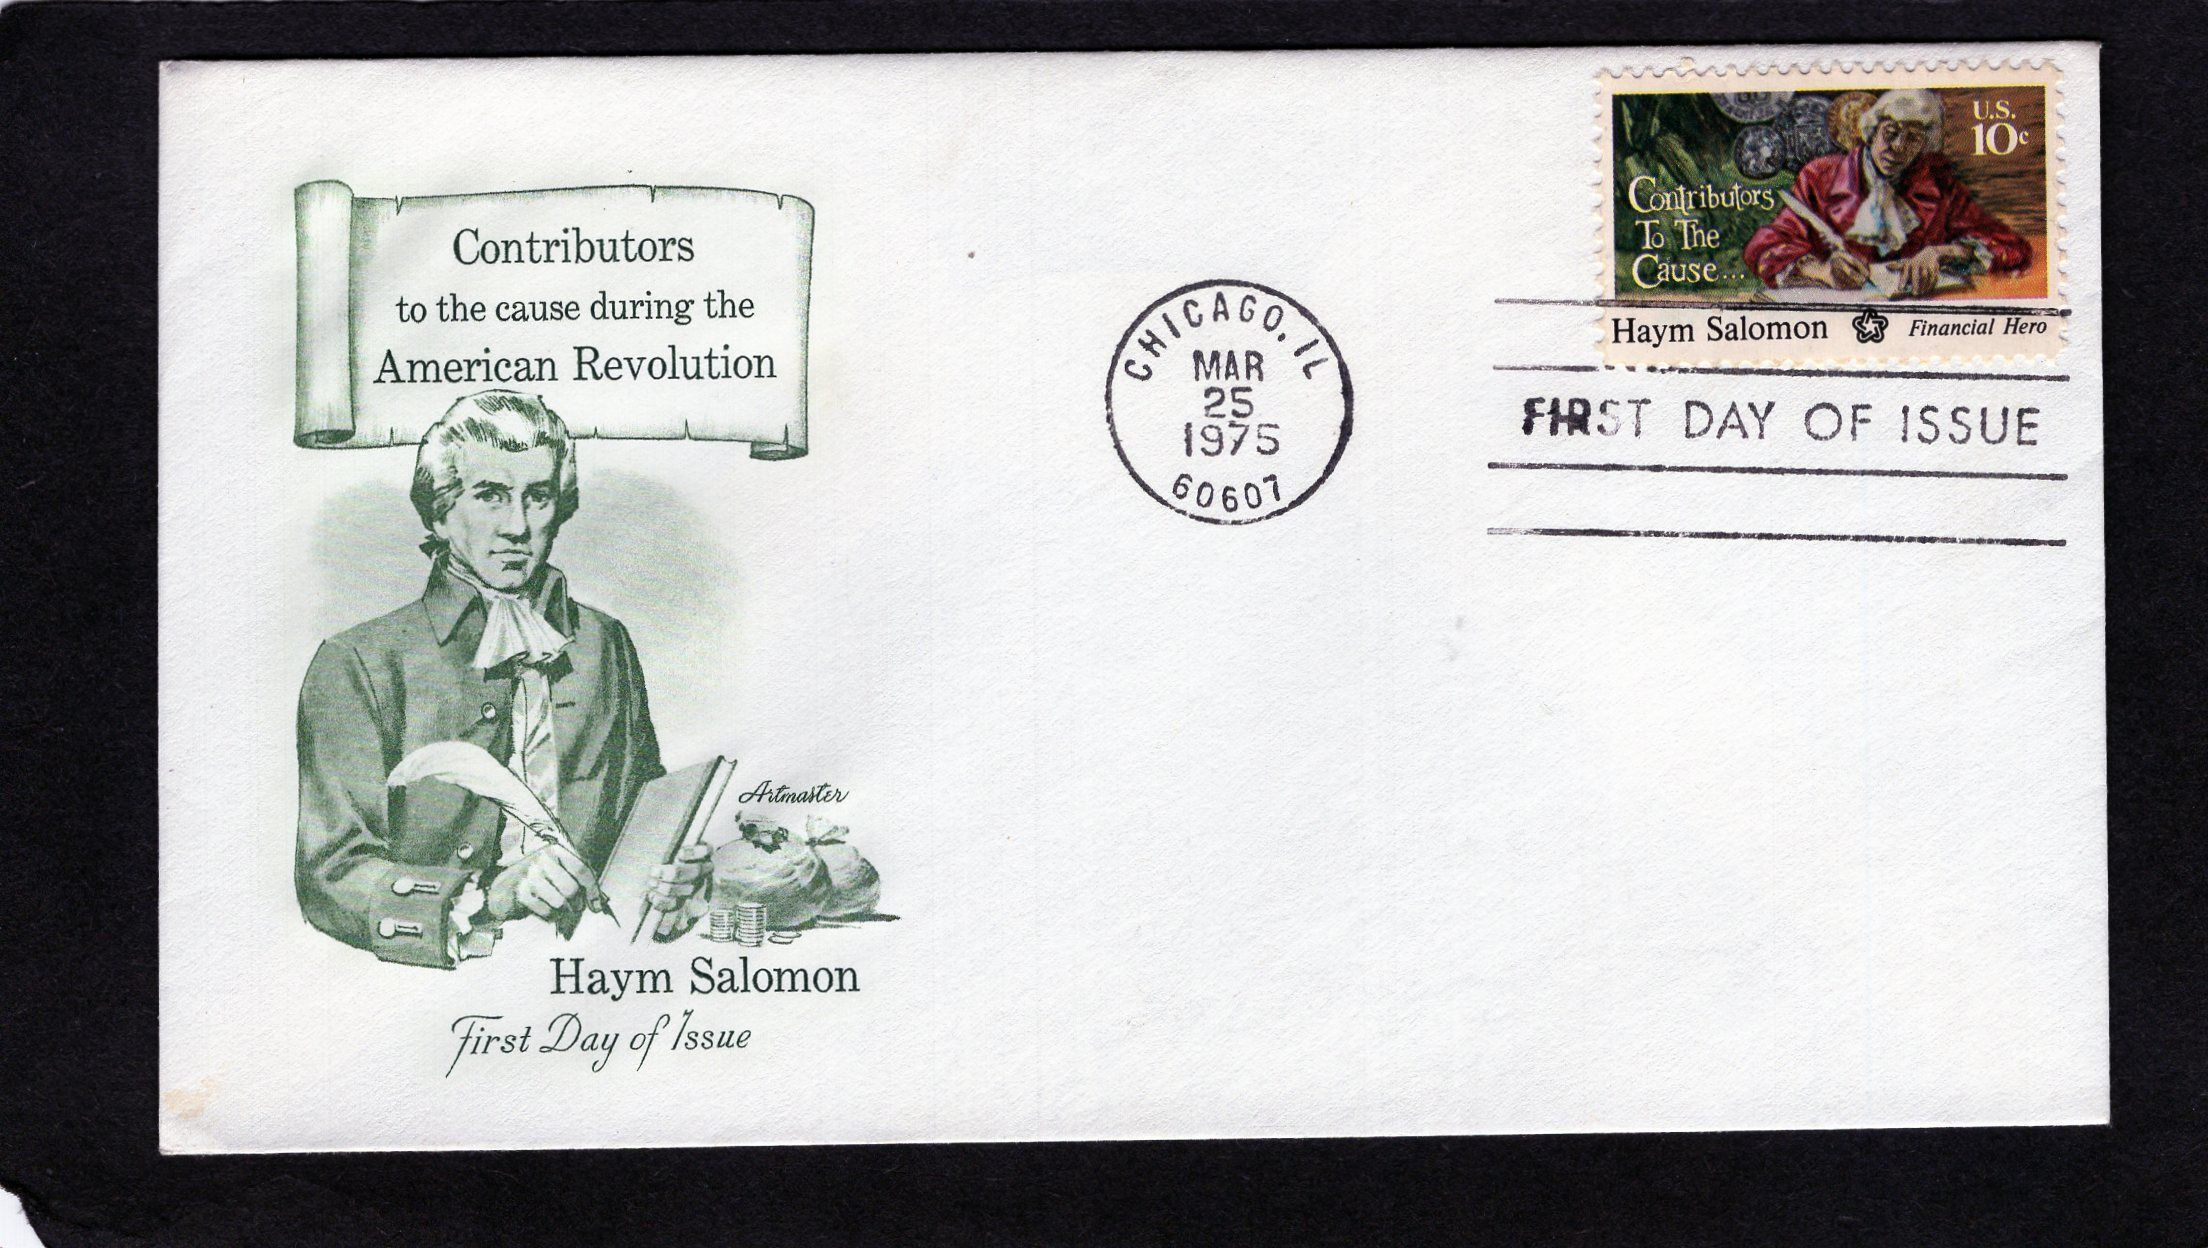 Contributors
to the cause during the
American Revolution
Artmaster
Haym Salomon
First Day of Issue
CHICAGO, IL
MAR
25
1975
60607
U.S.
10c
Contributors
To The
Cause...
Haym Salomon Financial Hero
FIRST DAY OF ISSUE